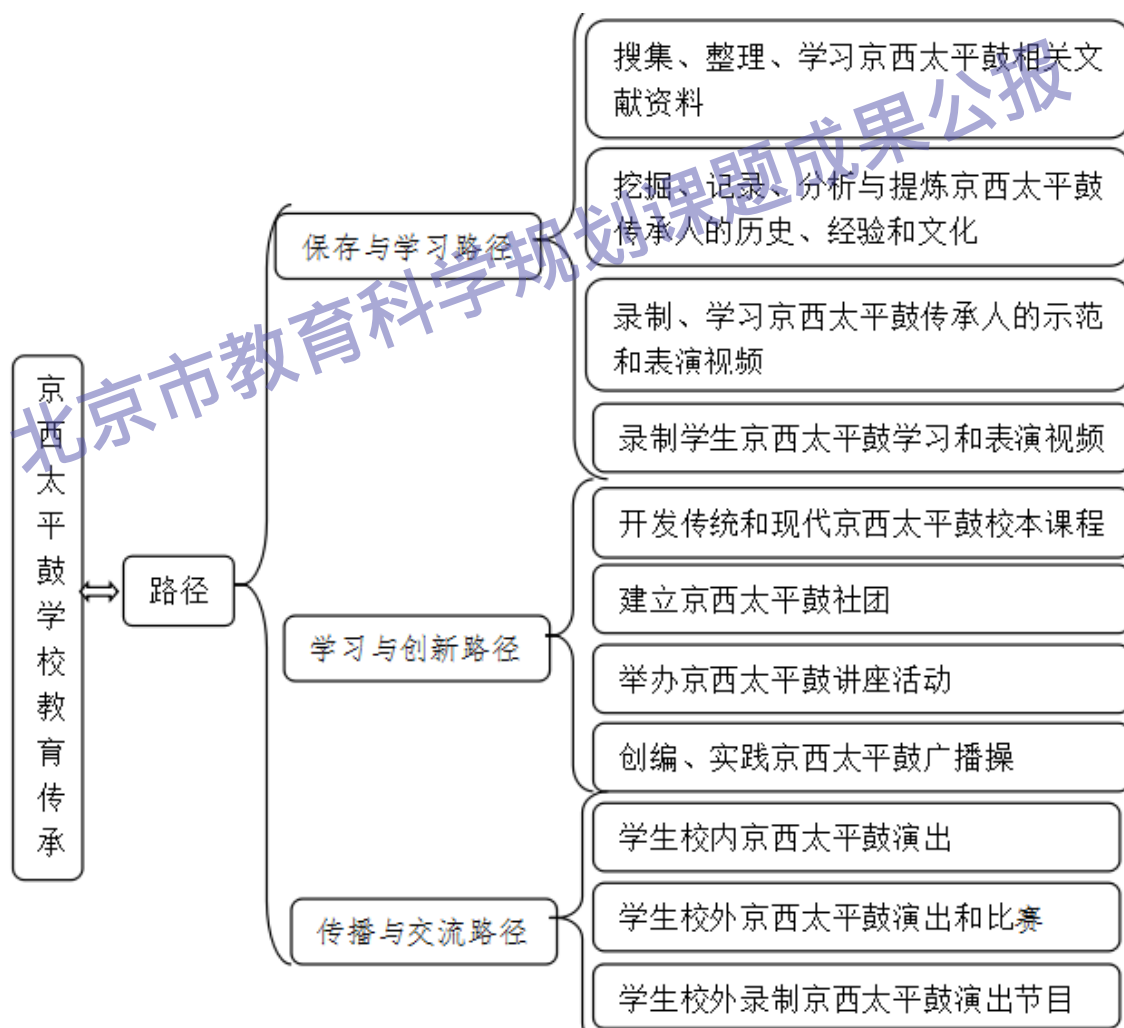 搜集、整理、学习京西太平鼓相关文
献资料
挖掘、记录、分析与提炼京西太平鼓
传承人的历史、经验和文化
保存与学习路径
录制、学习京西太平鼓传承人的示范
和表演视频
录制学生京西太平鼓学习和表演视频
京西太平鼓学校教育传承
路径
开发传统和现代京西太平鼓校本课程
建立京西太平鼓社团
学习与创新路径
举办京西太平鼓讲座活动
创编、实践京西太平鼓广播操
学生校内京西太平鼓演出
传播与交流路径
学生校外京西太平鼓演出和比赛
学生校外录制京西太平鼓演出节目
北京市教育科学规划课题成果公报